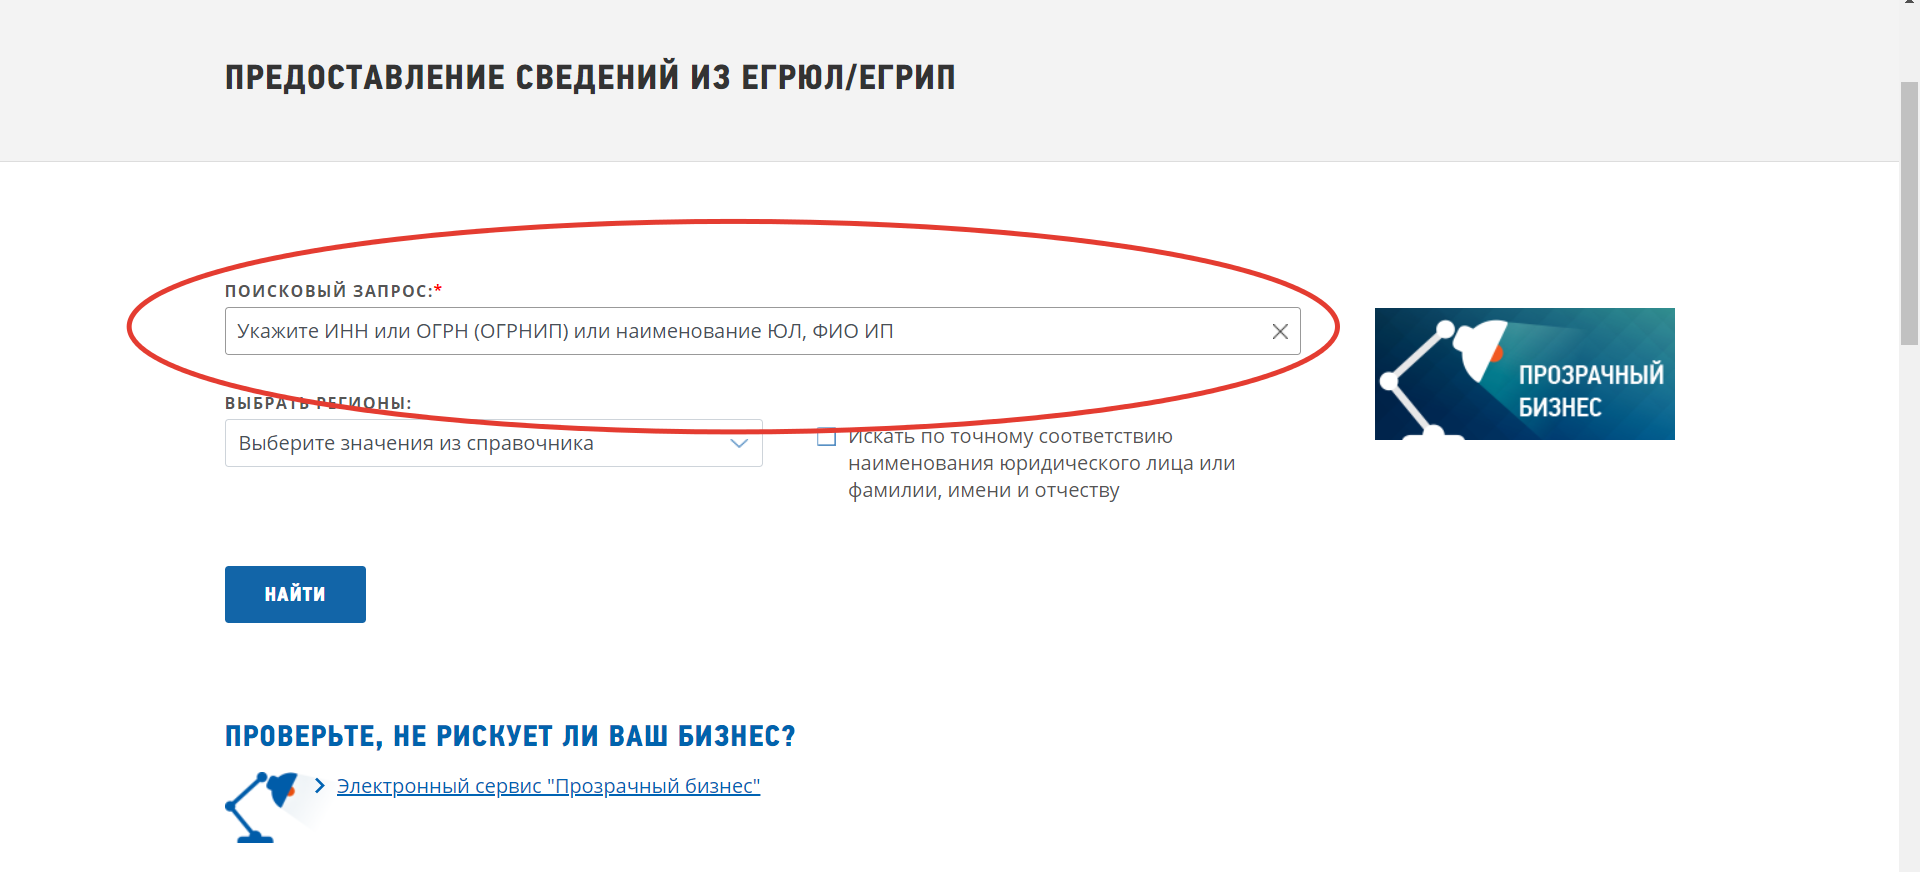 ПРЕДОСТАВЛЕНИЕ СВЕДЕНИЙ ИЗ ЕГРЮЛ/ЕГРИП
ПОИСКОВЫЙ ЗАПРОС:*
Укажите ИНН или ОГРН (ОГРНИП) или наименование ЮЛ, ФИО ИП
ПРОЗРАЧНЫЙ
БИЗНЕС
ВЫБРАТЬ РЕГИОНЫ:
Выберите значения из справочника
Искать по точному соответствию
наименования юридического лица или
фамилии, имени и отчеству
НАЙТИ
ПРОВЕРЬТЕ, НЕ РИСКУЕТ ЛИ ВАШ БИЗНЕС?
Электронный сервис "Прозрачный бизнес"